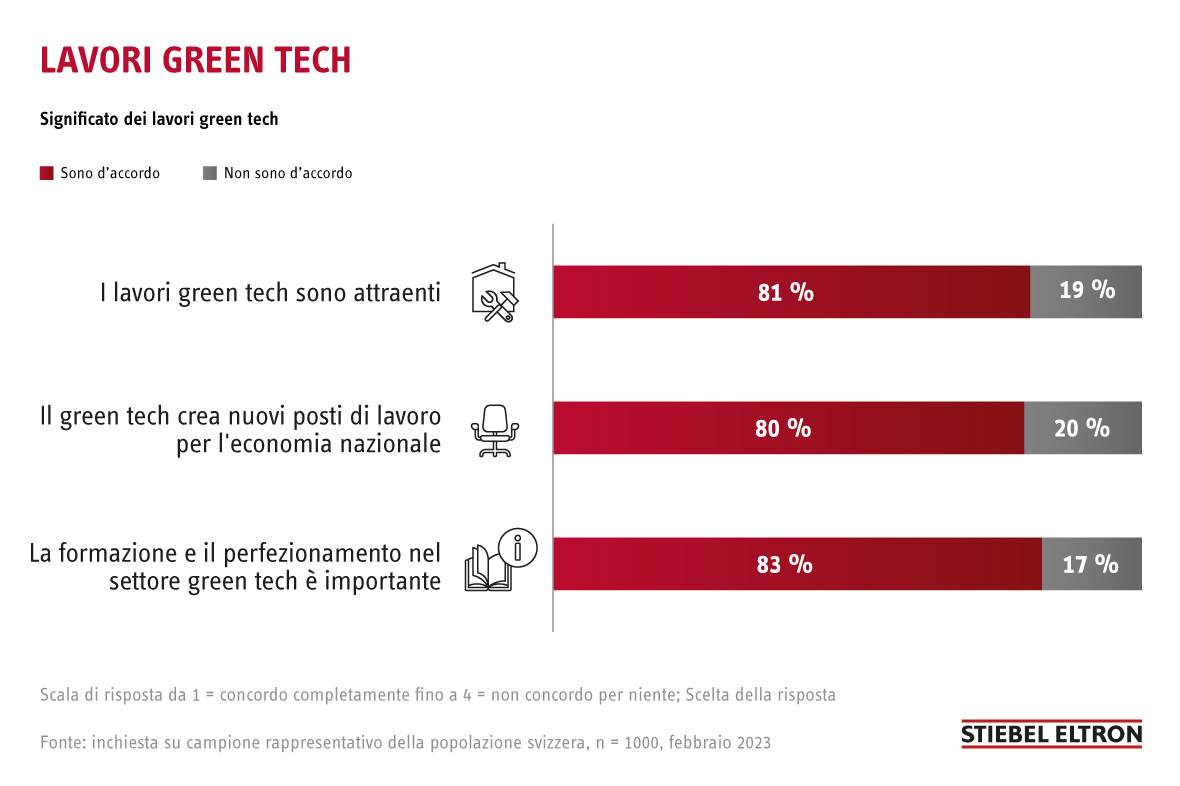 LAVORI GREEN TECH
Significato dei lavori green tech
Sono d’accordo
Non sono d’accordo
I lavori green tech sono attraenti
81 %
19 %
Il green tech crea nuovi posti di lavoro
per l'economia nazionale
80 %
20 %
La formazione e il perfezionamento nel
settore green tech è importante
i
83 %
17 %
Scala di risposta da 1 = concordo completamente fino a 4 = non concordo per niente; Scelta della risposta
Fonte: inchiesta su campione rappresentativo della popolazione svizzera, n = 1000, febbraio 2023
STIEBEL ELTRON